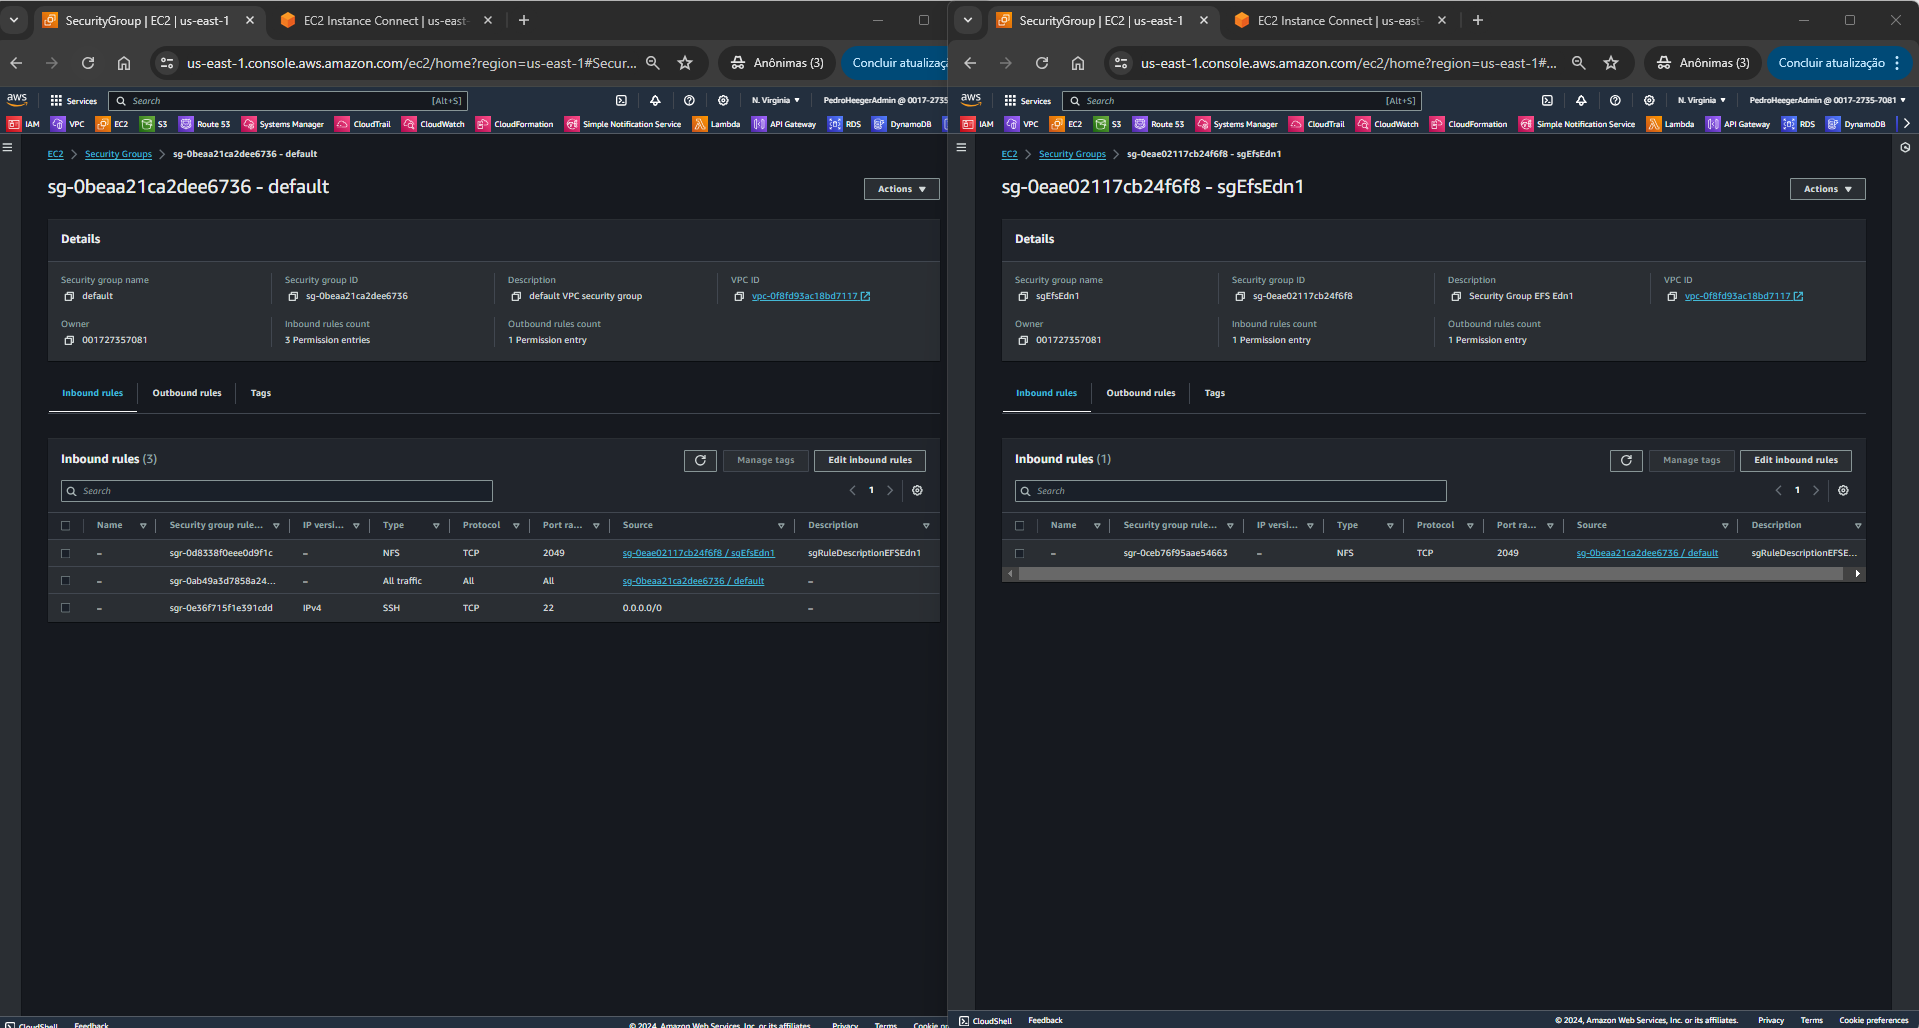 SecurityGroup | EC2 | us-east-1
EC2 Instance Connect | us-east-
us-east-1.console.aws.amazon.com/ec2/home?region=us-east-1#Secur...
Anônimas (3)
Concluir atualizaçã
aws
Services
Search
[Alt+S]
N. Virginia
PedroHeegerAdmin @ 0017-2735
IAM VPC EC2 S3 Route 53 Systems Manager CloudTrail CloudWatch CloudFormation Simple Notification Service Lambda API Gateway RDS DynamoDB
EC2 > Security Groups > sg-0beaa21ca2dee6736 - default
sg-0beaa21ca2dee6736 - default
Actions
Details
Security group name
default
Security group ID
sg-0beaa21ca2dee6736
Description
default VPC security group
VPC ID
vpc-0f8fd93ac18bd7117
Owner
001727357081
Inbound rules count
3 Permission entries
Outbound rules count
1 Permission entry
Inbound rules
Outbound rules
Tags
Inbound rules (3)
Manage tags
Edit inbound rules
Search
1
Name Security group rule... IP versi... Type Protocol Port ra... Source Description
– sgr-0d8338f0eee0d9f1c – NFS TCP 2049 sg-0eae02117cb24f6f8 / sgEfsEdn1 sgRuleDescriptionEFSEdn1
– sgr-0ab49a3d7858a24... – All traffic All All sg-0beaa21ca2dee6736 / default –
– sgr-0e36f715f1e391cdd IPv4 SSH TCP 22 0.0.0.0/0 –
CloudShell Feedback © 2024, Amazon Web Services, Inc. or its affiliates. Privacy Terms Cookie pr
SecurityGroup | EC2 | us-east-1
EC2 Instance Connect | us-east-
us-east-1.console.aws.amazon.com/ec2/home?region=us-east-1#...
Anônimas (3)
Concluir atualização
aws
Services
Search
[Alt+S]
N. Virginia
PedroHeegerAdmin @ 0017-2735-7081
IAM VPC EC2 S3 Route 53 Systems Manager CloudTrail CloudWatch CloudFormation Simple Notification Service Lambda API Gateway RDS DynamoDB
EC2 > Security Groups > sg-0eae02117cb24f6f8 - sgEfsEdn1
sg-0eae02117cb24f6f8 - sgEfsEdn1
Actions
Details
Security group name
sgEfsEdn1
Security group ID
sg-0eae02117cb24f6f8
Description
Security Group EFS Edn1
VPC ID
vpc-0f8fd93ac18bd7117
Owner
001727357081
Inbound rules count
1 Permission entry
Outbound rules count
1 Permission entry
Inbound rules
Outbound rules
Tags
Inbound rules (1)
Manage tags
Edit inbound rules
Search
1
Name Security group rule... IP versi... Type Protocol Port ra... Source Description
– sgr-0ceb76f95aae54663 – NFS TCP 2049 sg-0beaa21ca2dee6736 / default sgRuleDescriptionEFSE...
CloudShell Feedback © 2024, Amazon Web Services, Inc. or its affiliates. Privacy Terms Cookie preferences